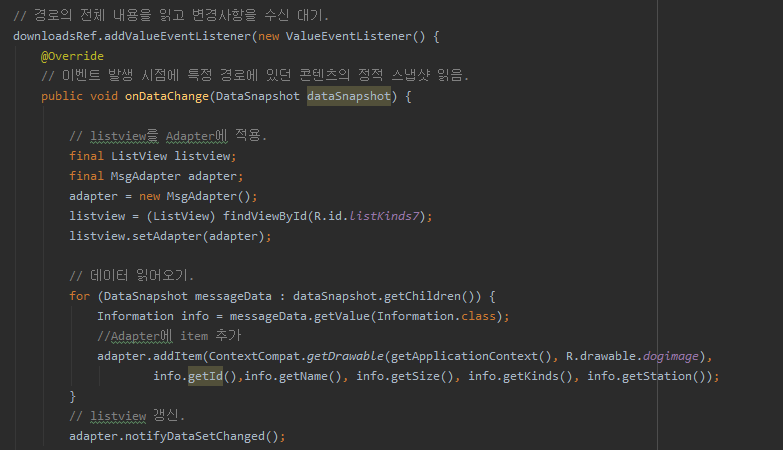 // 경로의 전체 내용을 읽고 변경사항을 수신 대기.
downloadsRef.addValueEventListener(new ValueEventListener() {
@Override
// 이벤트 발생 시점에 특정 경로에 있던 콘텐츠의 정적 스냅샷 읽음.
public void onDataChange(DataSnapshot dataSnapshot) {
// listview를 Adapter에 적용.
final ListView listview;
final MsgAdapter adapter;
adapter = new MsgAdapter();
listview = (ListView) findViewById(R.id.listKinds7);
listview.setAdapter(adapter);
// 데이터 읽어오기.
for (DataSnapshot messageData : dataSnapshot.getChildren()) {
Information info = messageData.getValue(Information.class);
//Adapter에 item 추가
adapter.addItem(ContextCompat.getDrawable(getApplicationContext(), R.drawable.dogimage),
info.getId(),info.getName(), info.getSize(), info.getKinds(), info.getStation());
}
// listview 갱신.
adapter.notifyDataSetChanged();